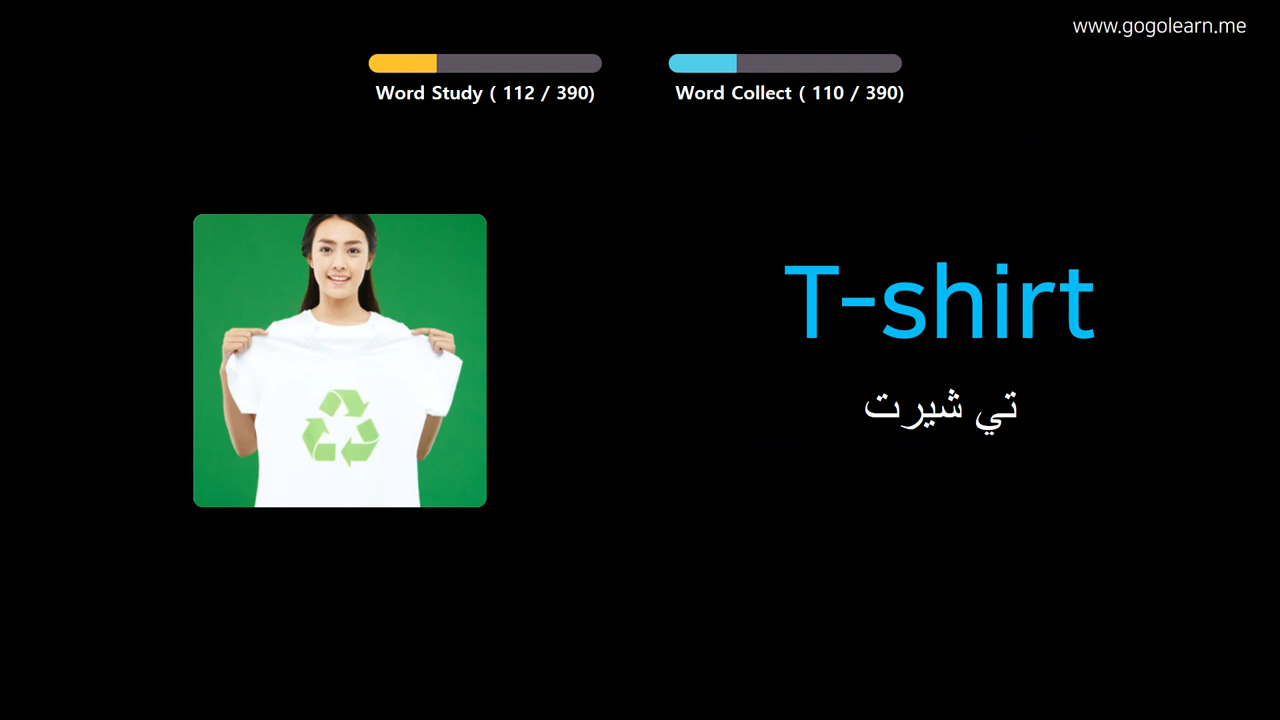 www.gogolearn.me
Word Study ( 112 / 390)
Word Collect ( 110 / 390)
T-shirt
تي شيرت